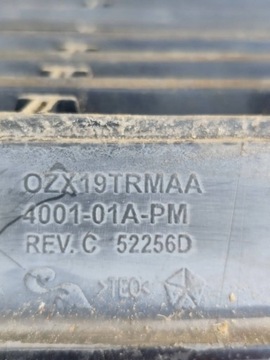 OZX19TRMAA
4001-01A-PM
REV. C 52256D
>TEO<